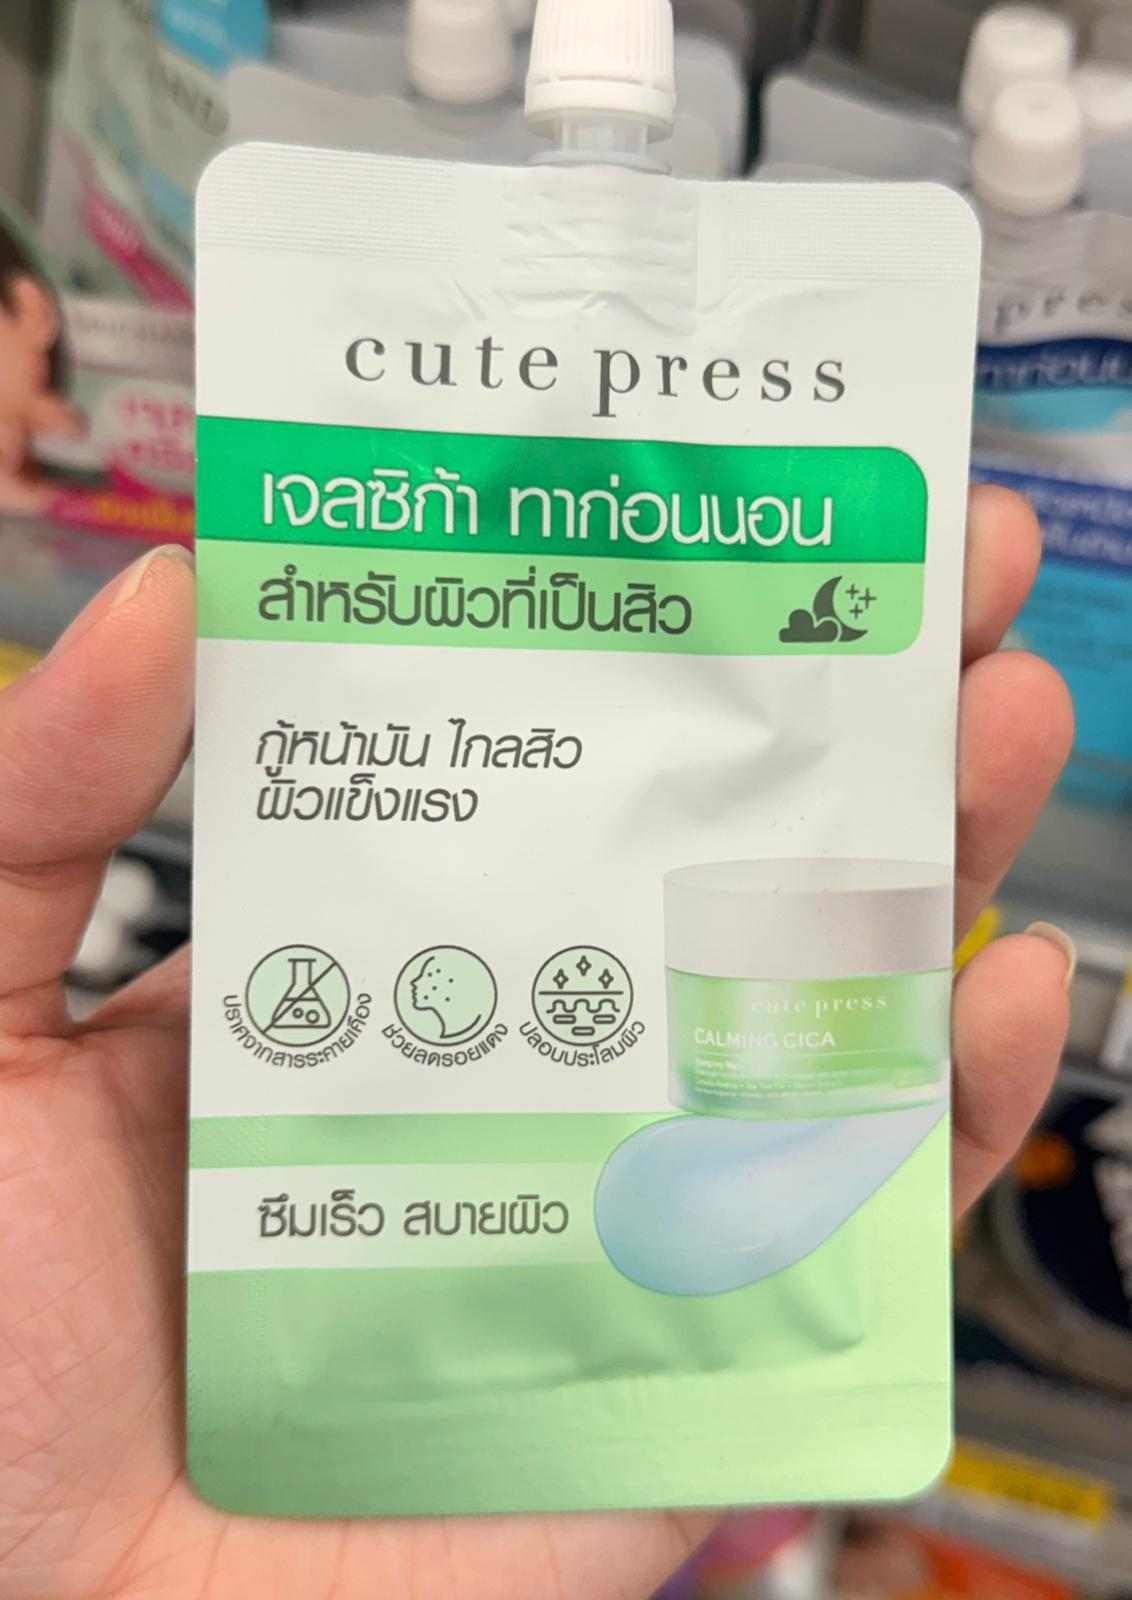 cute press
เจลซิก้า ทาก่อนนอน
สำหรับผิวที่เป็นสิว
กู้หน้ามัน ไกลสิว
ผิวแข็งแรง
ปราศจากสารระคายเคือง
ช่วยลดรอยแดง
ปลอบประโลมผิว
cute press
CALMING CICA
ซึมเร็ว สบายผิว